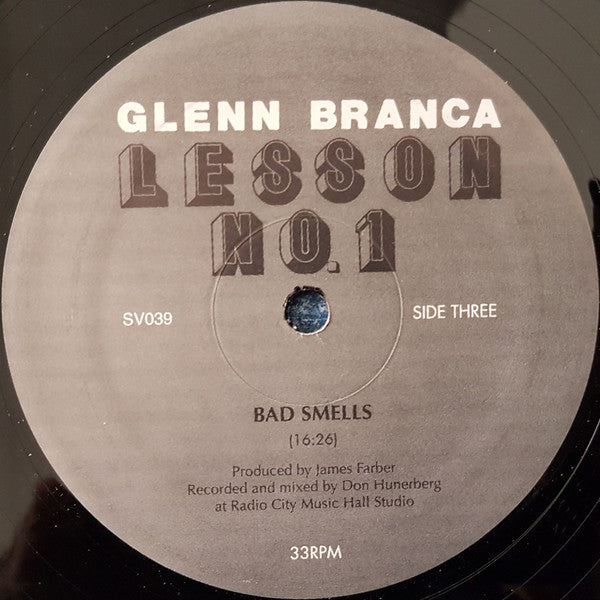 GLENN BRANCA
LESSON
NO. 1
SV039
SIDE THREE
BAD SMELLS
(16:26)
Produced by James Farber
Recorded and mixed by Don Hunerberg
at Radio City Music Hall Studio
33RPM